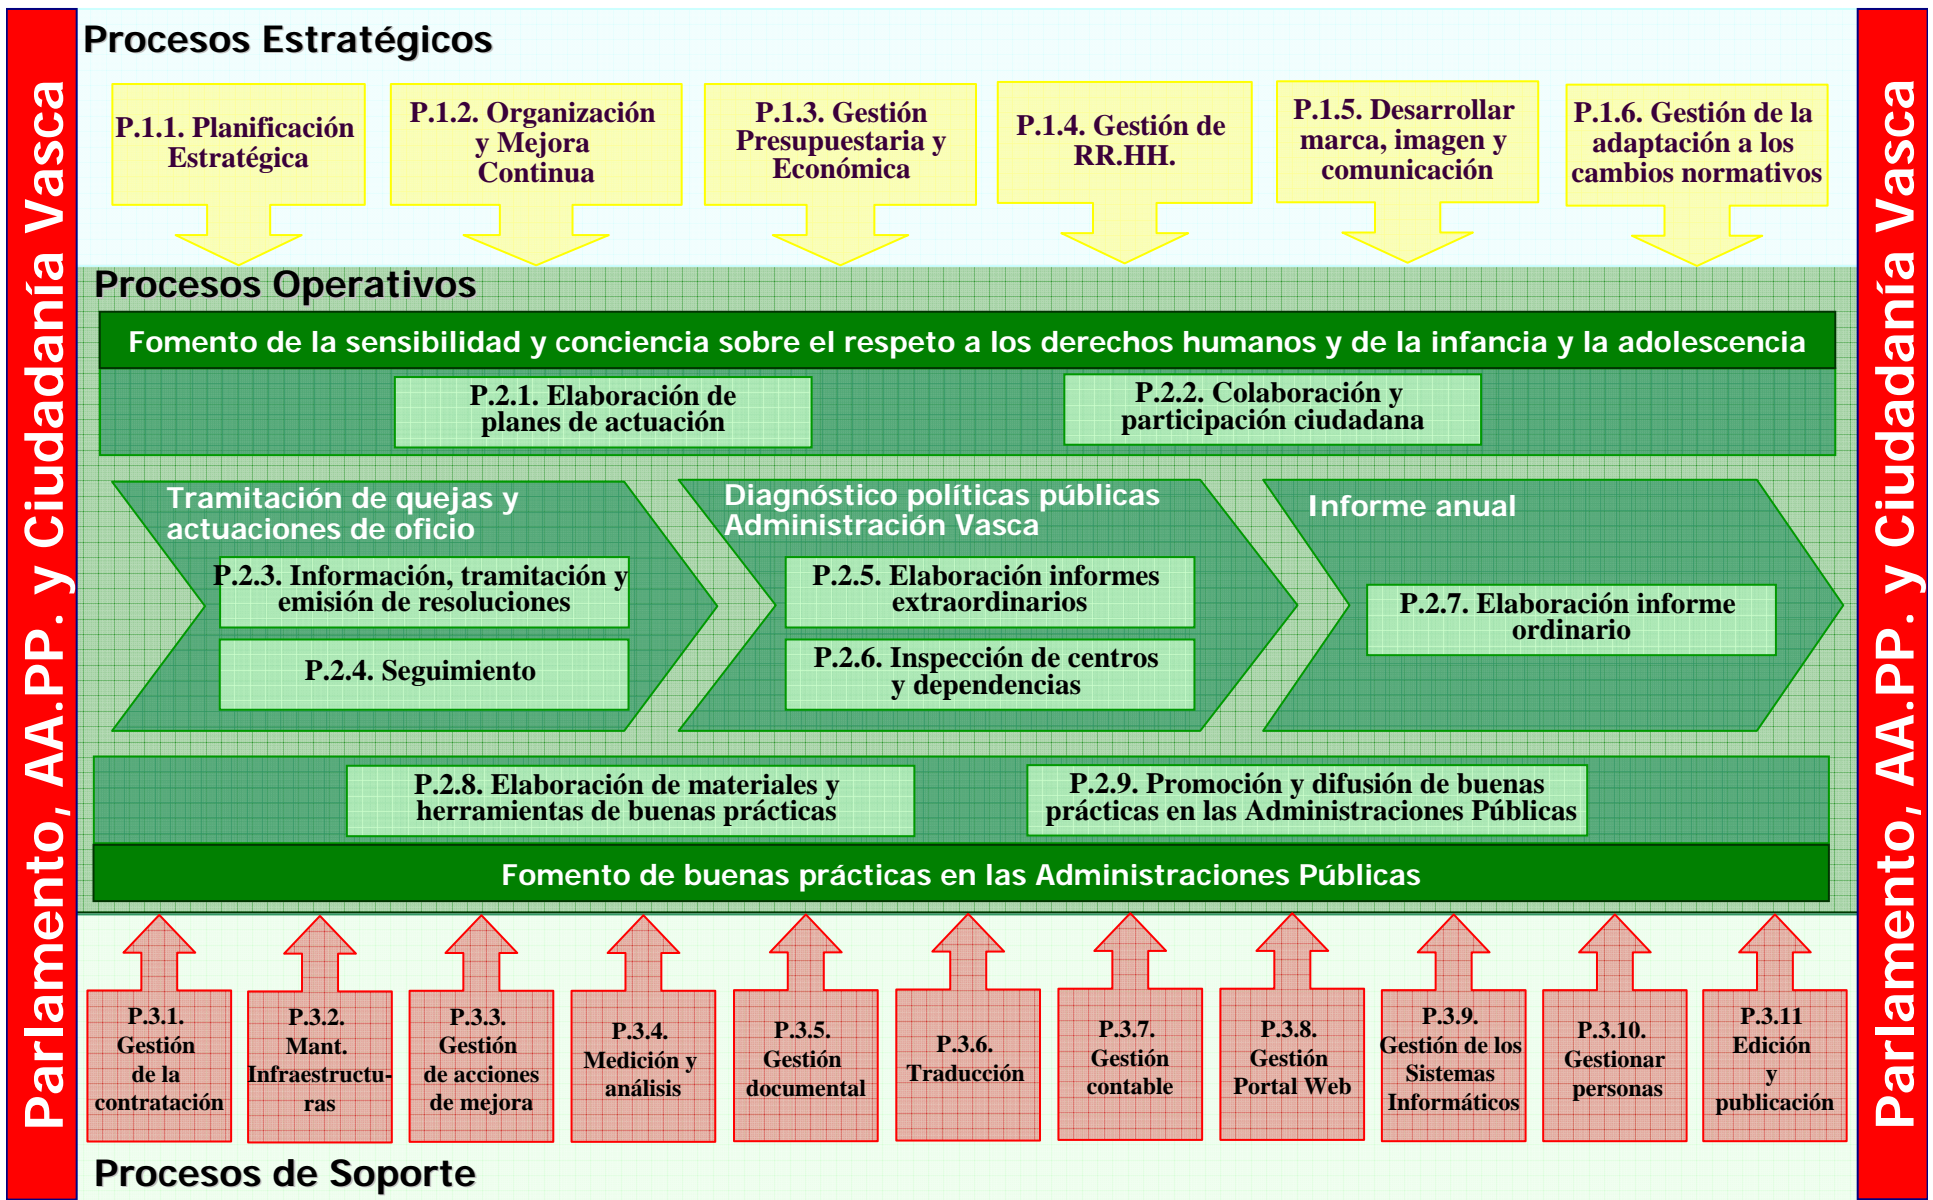 Parlamento, AA.PP. y Ciudadanía Vasca
Procesos Estratégicos
P.1.1. Planificación
Estratégica
P.1.2. Organización
y Mejora
Continua
P.1.3. Gestión
Presupuestaria y
Económica
P.1.4. Gestión de
RR.HH.
P.1.5. Desarrollar
marca, imagen y
comunicación
P.1.6. Gestión de la
adaptación a los
cambios normativos
Procesos Operativos
Fomento de la sensibilidad y conciencia sobre el respeto a los derechos humanos y de la infancia y la adolescencia
P.2.1. Elaboración de
planes de actuación
P.2.2. Colaboración y
participación ciudadana
Tramitación de quejas y
actuaciones de oficio
P.2.3. Información, tramitación y
emisión de resoluciones
P.2.4. Seguimiento
Diagnóstico políticas públicas
Administración Vasca
P.2.5. Elaboración informes
extraordinarios
P.2.6. Inspección de centros
y dependencias
Informe anual
P.2.7. Elaboración informe
ordinario
P.2.8. Elaboración de materiales y
herramientas de buenas prácticas
P.2.9. Promoción y difusión de buenas
prácticas en las Administraciones Públicas
Fomento de buenas prácticas en las Administraciones Públicas
P.3.1.
Gestión
de la
contratación
P.3.2.
Mant.
Infraestructu-
ras
P.3.3.
Gestión
de acciones
de mejora
P.3.4.
Medición y
análisis
P.3.5.
Gestión
documental
P.3.6.
Traducción
P.3.7.
Gestión
contable
P.3.8.
Gestión
Portal Web
P.3.9.
Gestión de los
Sistemas
Informáticos
P.3.10.
Gestionar
personas
P.3.11
Edición
y
publicación
Procesos de Soporte
Parlamento, AA.PP. y Ciudadanía Vasca